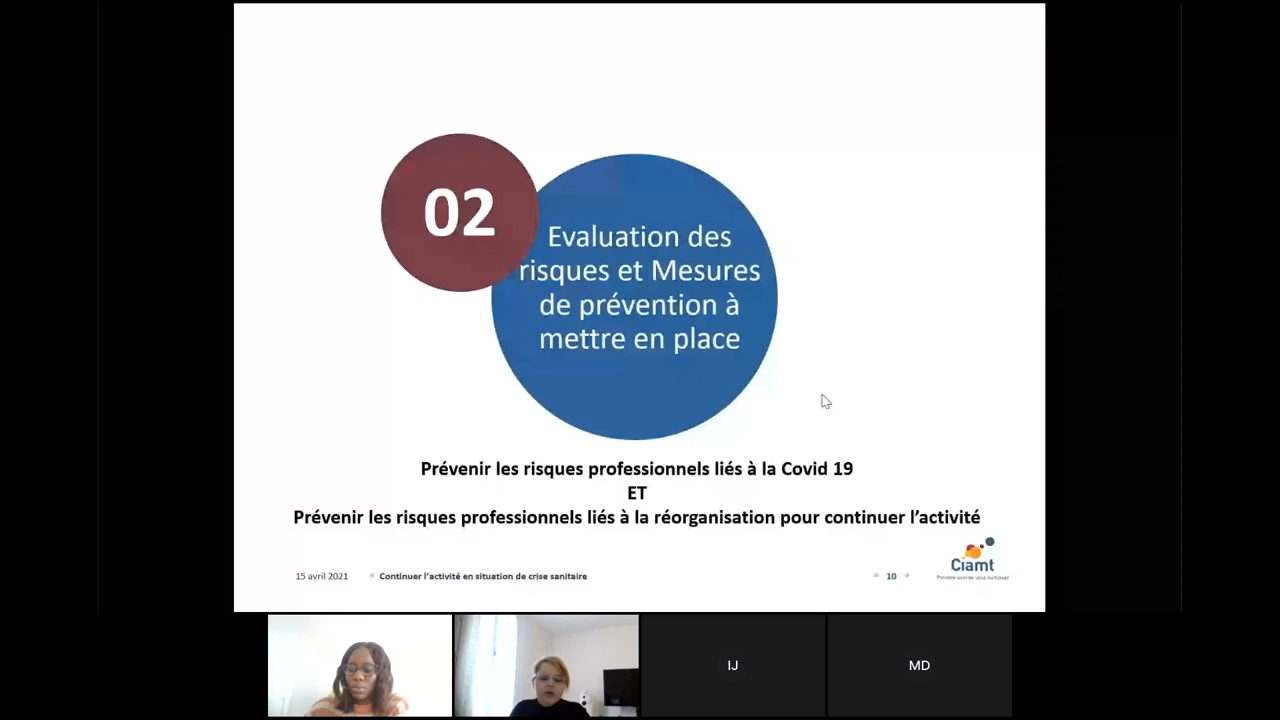 02
Evaluation des
risques et Mesures
de prévention à
mettre en place
Prévenir les risques professionnels liés à la Covid 19
ET
Prévenir les risques professionnels liés à la réorganisation pour continuer l’activité
15 avril 2021
Continuer l’activité en situation de crise sanitaire
10
Ciamt
IJ
MD